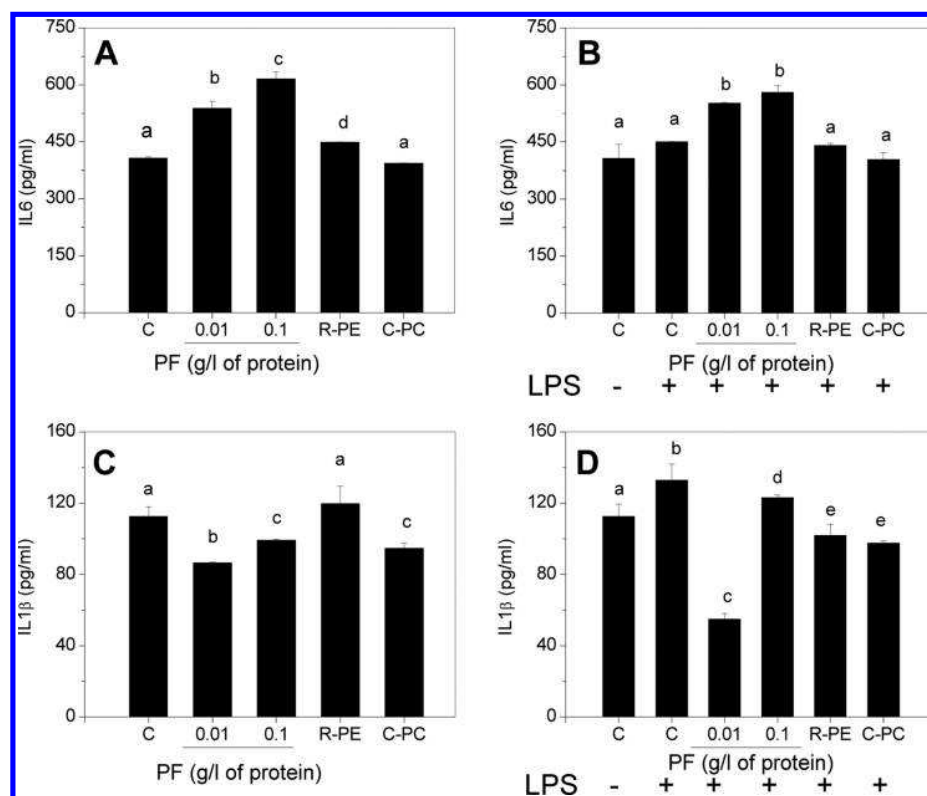 A
750
600
450
300
150
0
IL6 (pg/ml)
a
b
c
d
a
C 0.01 0.1 R-PE C-PC
PF (g/l of protein)
B
750
600
450
300
150
0
IL6 (pg/ml)
a
a
b
b
a
a
C C 0.01 0.1 R-PE C-PC
PF (g/l of protein)
LPS - + + + + +
C
160
120
80
40
0
IL1β (pg/ml)
a
b
c
a
c
C 0.01 0.1 R-PE C-PC
PF (g/l of protein)
D
160
120
80
40
0
IL1β (pg/ml)
a
b
c
d
e
e
C C 0.01 0.1 R-PE C-PC
PF (g/l of protein)
LPS - + + + + +